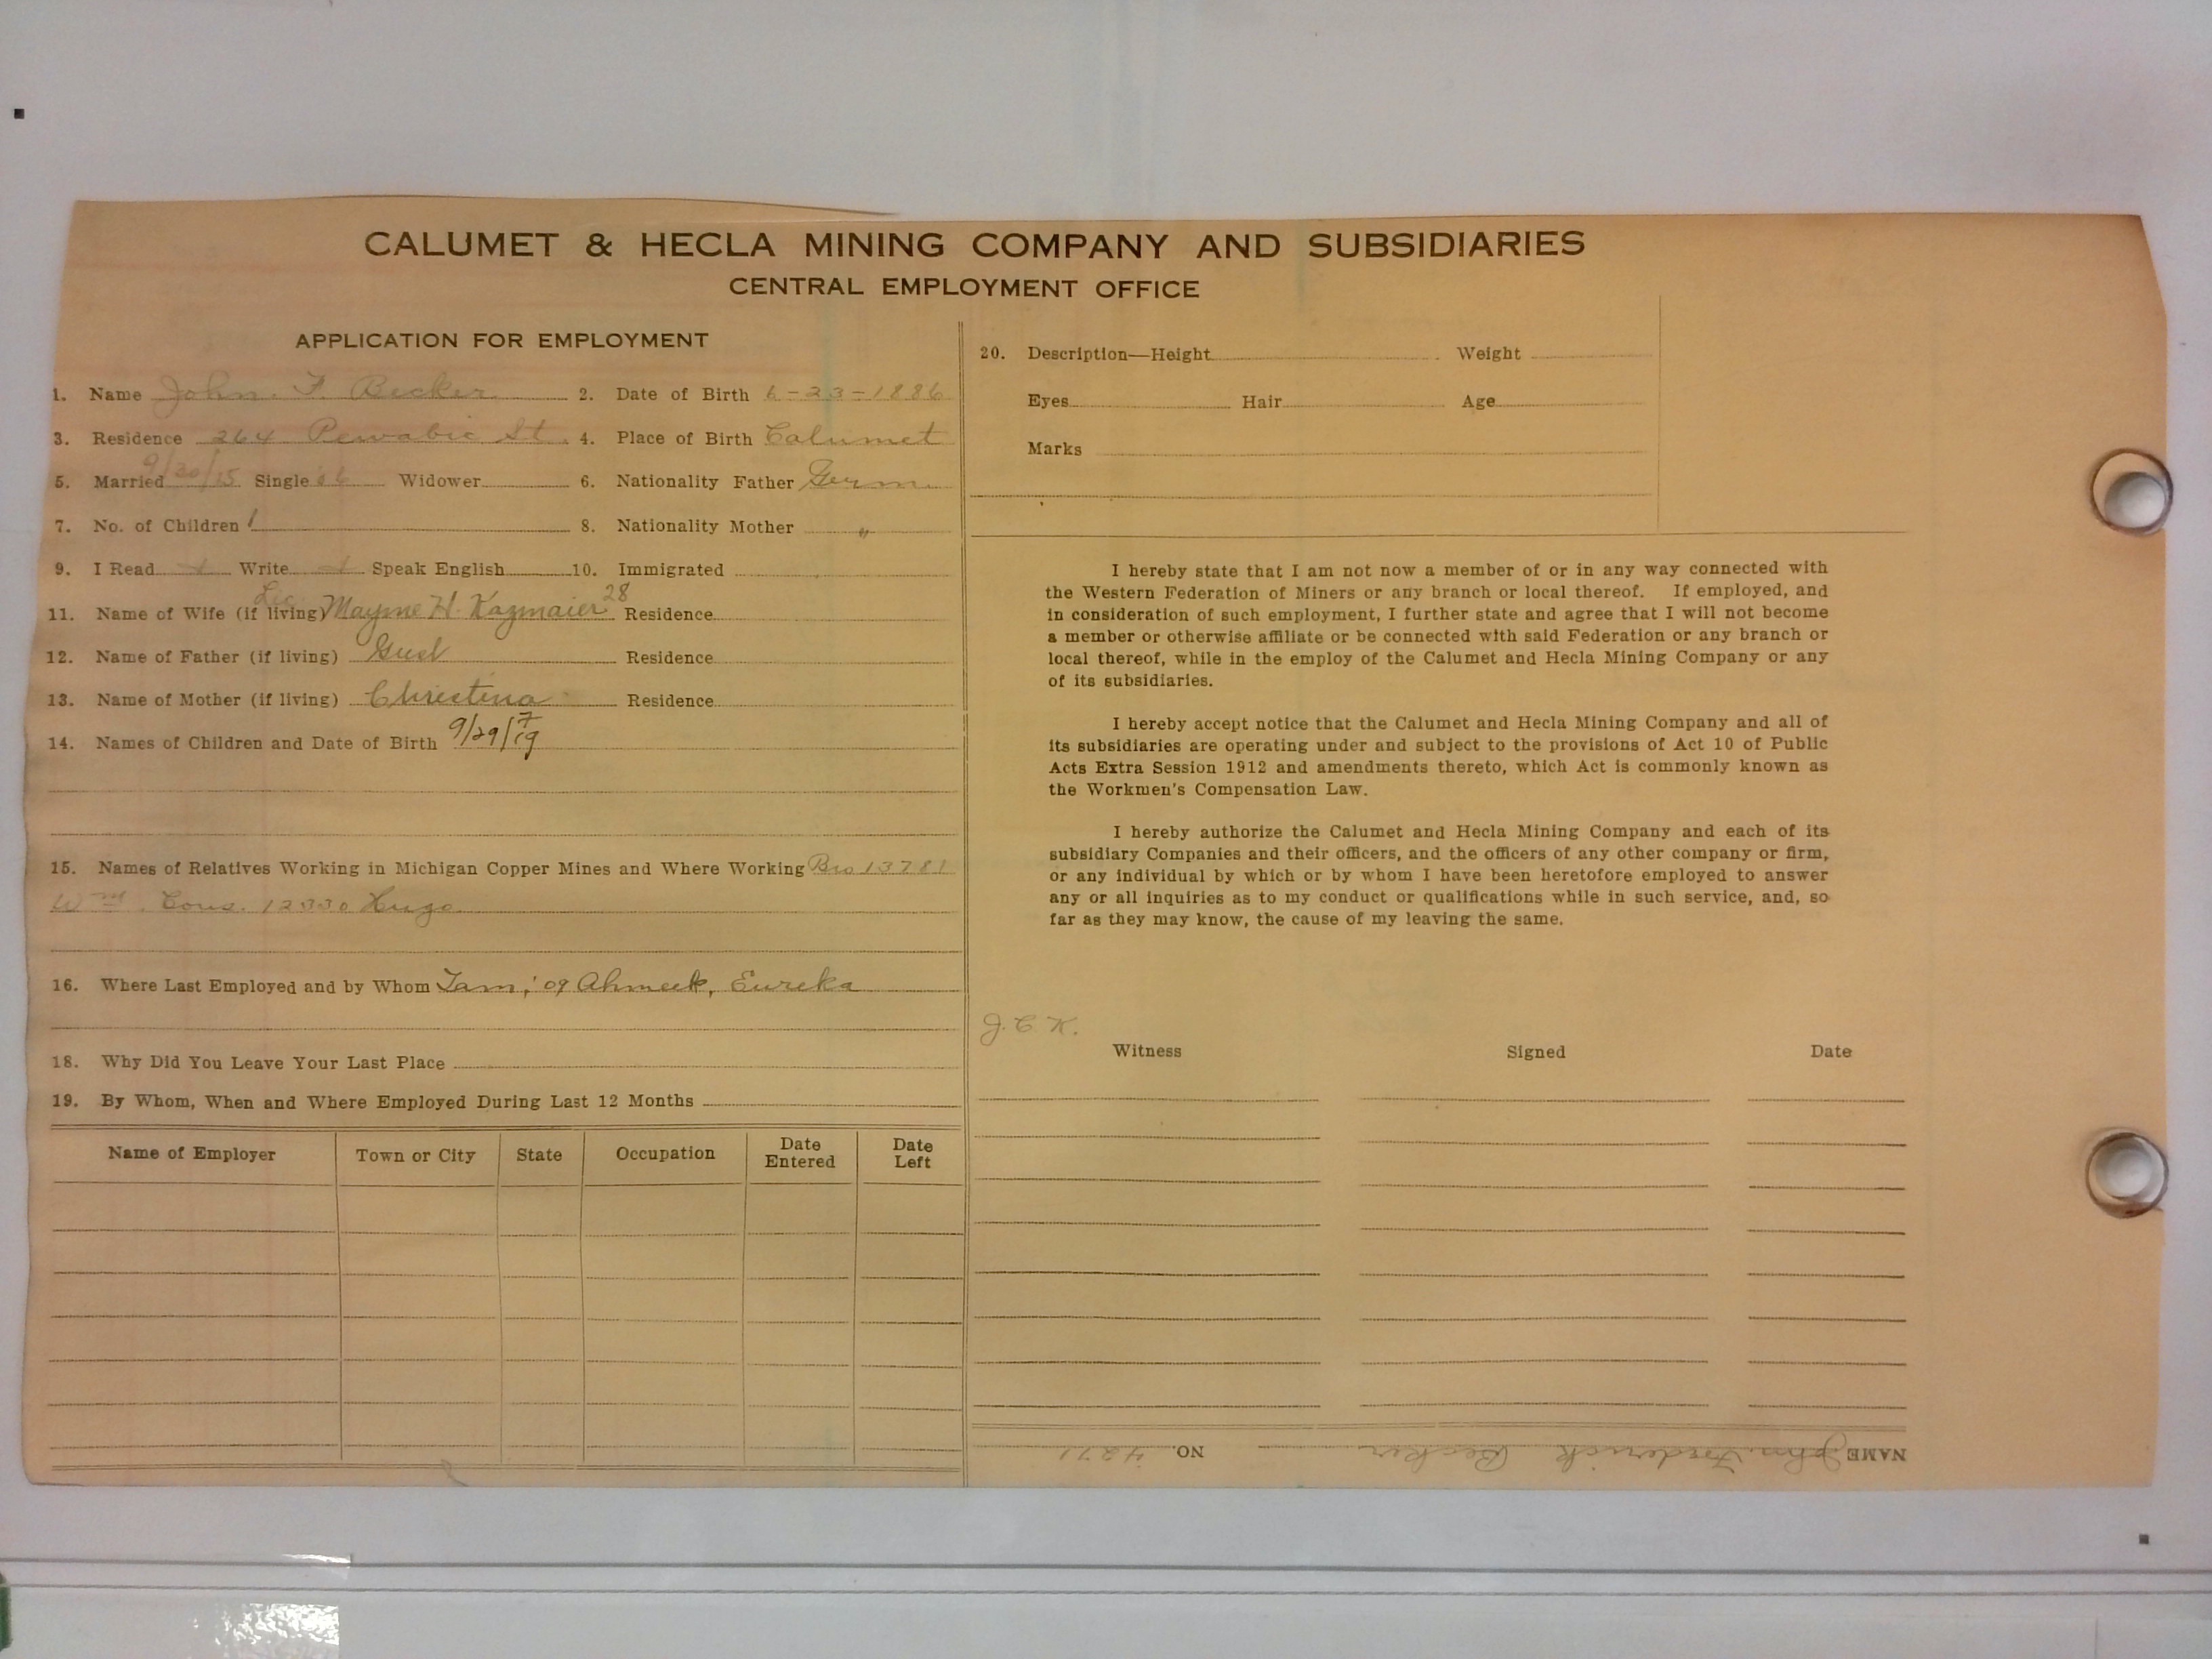 CALUMET & HECLA MINING COMPANY AND SUBSIDIARIES
CENTRAL EMPLOYMENT OFFICE
APPLICATION FOR EMPLOYMENT
1. Name John F. Becker 2. Date of Birth 6-23-1886
3. Residence 264 Pewabic St. 4. Place of Birth Calumet
5. Married 9/30/15 Single Widower 6. Nationality Father Germ.
7. No. of Children 1 8. Nationality Mother "
9. I Read Write Speak English 10. Immigrated
11. Name of Wife (if living) Mayme H. Kazmaier 28 Residence
12. Name of Father (if living) Gust Residence
13. Name of Mother (if living) Christina Residence
14. Names of Children and Date of Birth 9/29/
15. Names of Relatives Working in Michigan Copper Mines and Where Working Bro 13781
Wm. Cous. 12330 Hugo
16. Where Last Employed and by Whom Tam, '09 Ahmeek, Eureka
18. Why Did You Leave Your Last Place
19. By Whom, When and Where Employed During Last 12 Months
Name of Employer Town or City State Occupation Date Entered Date Left
20. Description—Height Weight
Eyes Hair Age
Marks
I hereby state that I am not now a member of or in any way connected with
the Western Federation of Miners or any branch or local thereof. If employed, and
in consideration of such employment, I further state and agree that I will not become
a member or otherwise affiliate or be connected with said Federation or any branch or
local thereof, while in the employ of the Calumet and Hecla Mining Company or any
of its subsidiaries.
I hereby accept notice that the Calumet and Hecla Mining Company and all of
its subsidiaries are operating under and subject to the provisions of Act 10 of Public
Acts Extra Session 1912 and amendments thereto, which Act is commonly known as
the Workmen's Compensation Law.
I hereby authorize the Calumet and Hecla Mining Company and each of its
subsidiary Companies and their officers, and the officers of any other company or firm,
or any individual by which or by whom I have been heretofore employed to answer
any or all inquiries as to my conduct or qualifications while in such service, and, so
far as they may know, the cause of my leaving the same.
J. C. K.
Witness Signed Date
NAME John Frederick Becker NO. 4271